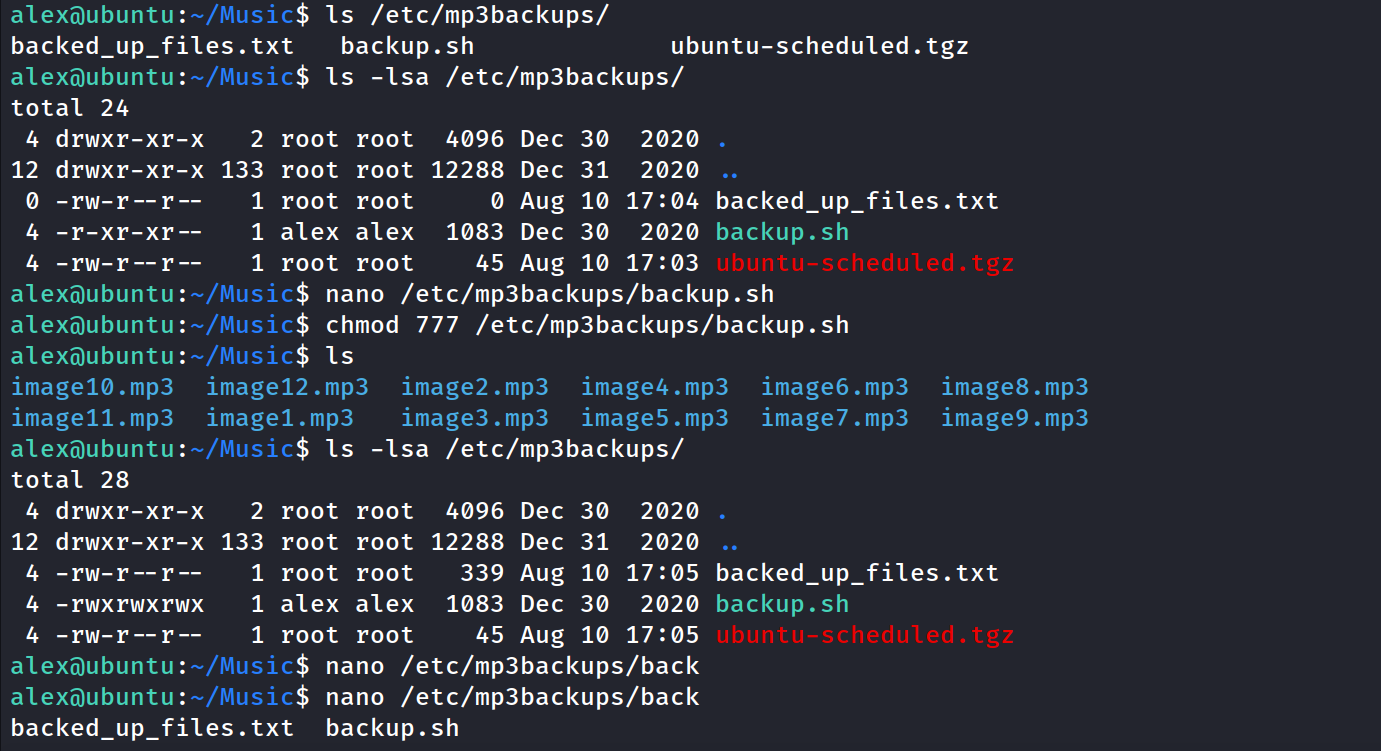 alex@ubuntu:~/Music$ ls /etc/mp3backups/
backed_up_files.txt   backup.sh             ubuntu-scheduled.tgz
alex@ubuntu:~/Music$ ls -lsa /etc/mp3backups/
total 24
 4 drwxr-xr-x   2 root root  4096 Dec 30  2020 .
12 drwxr-xr-x 133 root root 12288 Dec 31  2020 ..
 0 -rw-r--r--   1 root root     0 Aug 10 17:04 backed_up_files.txt
 4 -r-xr-xr--   1 alex alex  1083 Dec 30  2020 backup.sh
 4 -rw-r--r--   1 root root    45 Aug 10 17:03 ubuntu-scheduled.tgz
alex@ubuntu:~/Music$ nano /etc/mp3backups/backup.sh
alex@ubuntu:~/Music$ chmod 777 /etc/mp3backups/backup.sh
alex@ubuntu:~/Music$ ls
image10.mp3  image12.mp3  image2.mp3  image4.mp3  image6.mp3  image8.mp3
image11.mp3  image1.mp3   image3.mp3  image5.mp3  image7.mp3  image9.mp3
alex@ubuntu:~/Music$ ls -lsa /etc/mp3backups/
total 28
 4 drwxr-xr-x   2 root root  4096 Dec 30  2020 .
12 drwxr-xr-x 133 root root 12288 Dec 31  2020 ..
 4 -rw-r--r--   1 root root   339 Aug 10 17:05 backed_up_files.txt
 4 -rwxrwxrwx   1 alex alex  1083 Dec 30  2020 backup.sh
 4 -rw-r--r--   1 root root    45 Aug 10 17:05 ubuntu-scheduled.tgz
alex@ubuntu:~/Music$ nano /etc/mp3backups/back
alex@ubuntu:~/Music$ nano /etc/mp3backups/back
backed_up_files.txt  backup.sh